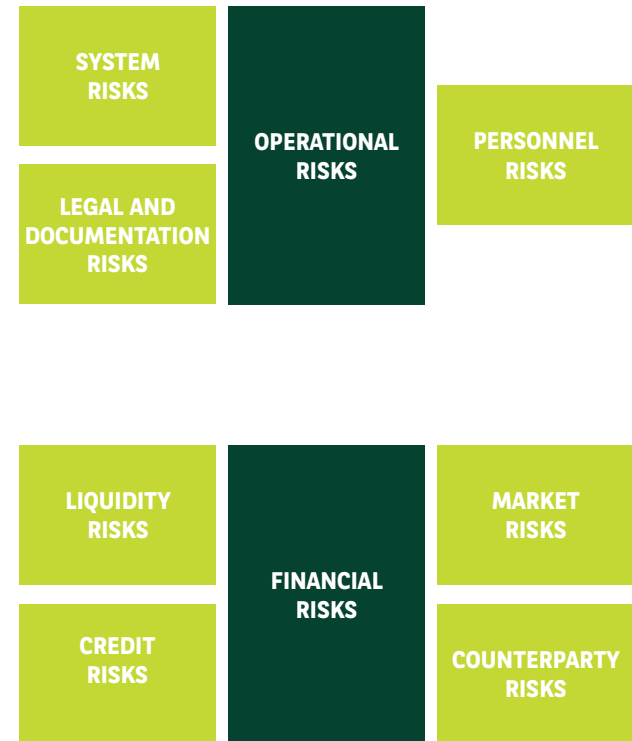 SYSTEM
RISKS
LEGAL AND
DOCUMENTATION
RISKS
OPERATIONAL
RISKS
PERSONNEL
RISKS
LIQUIDITY
RISKS
CREDIT
RISKS
FINANCIAL
RISKS
MARKET
RISKS
COUNTERPARTY
RISKS